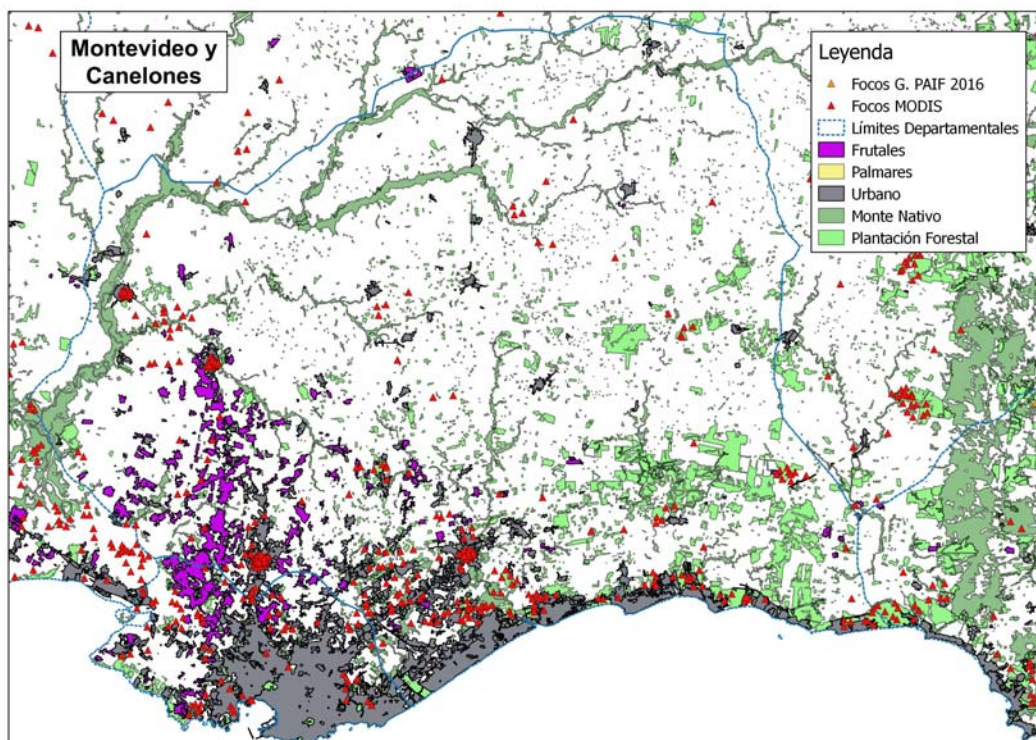 Montevideo y
Canelones
Leyenda
Focos G. PAIF 2016
Focos MODIS
Límites Departamentales
Frutales
Palmares
Urbano
Monte Nativo
Plantación Forestal